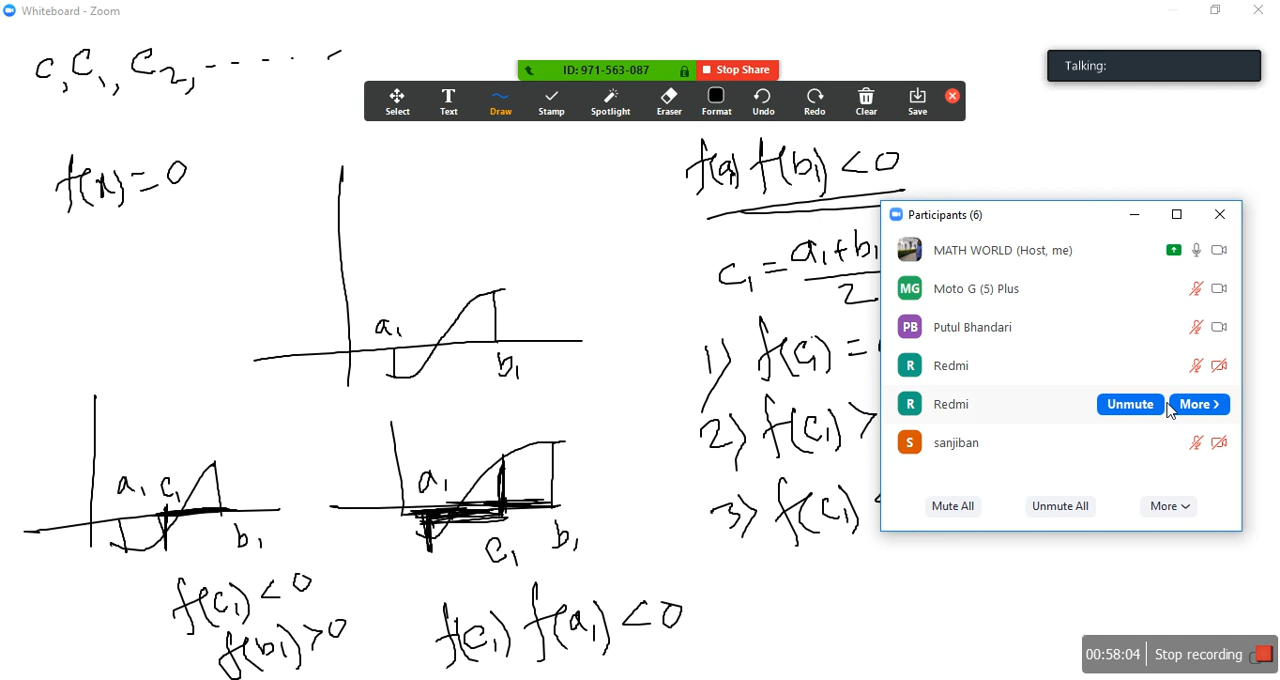 Whiteboard - Zoom
c, C₁, C₂, ------
ID: 971-563-087
Stop Share
Talking:
Select
Text
Draw
Stamp
Spotlight
Eraser
Format
Undo
Redo
Clear
Save
f(x)=0
f(a₁) f(b₁) <0
c₁ = a₁+b₁
2
1) f(c₁) =
2) f(c₁) >
3) f(c₁) <
a₁
b₁
a₁ c₁
b₁
a₁
c₁ b₁
f(c₁) < 0
f(b₁) > 0
f(c₁) f(a₁) < 0
Participants (6)
MATH WORLD (Host, me)
MG Moto G (5) Plus
PB Putul Bhandari
R Redmi
R Redmi Unmute More >
S sanjiban
Mute All
Unmute All
More
00:58:04 Stop recording